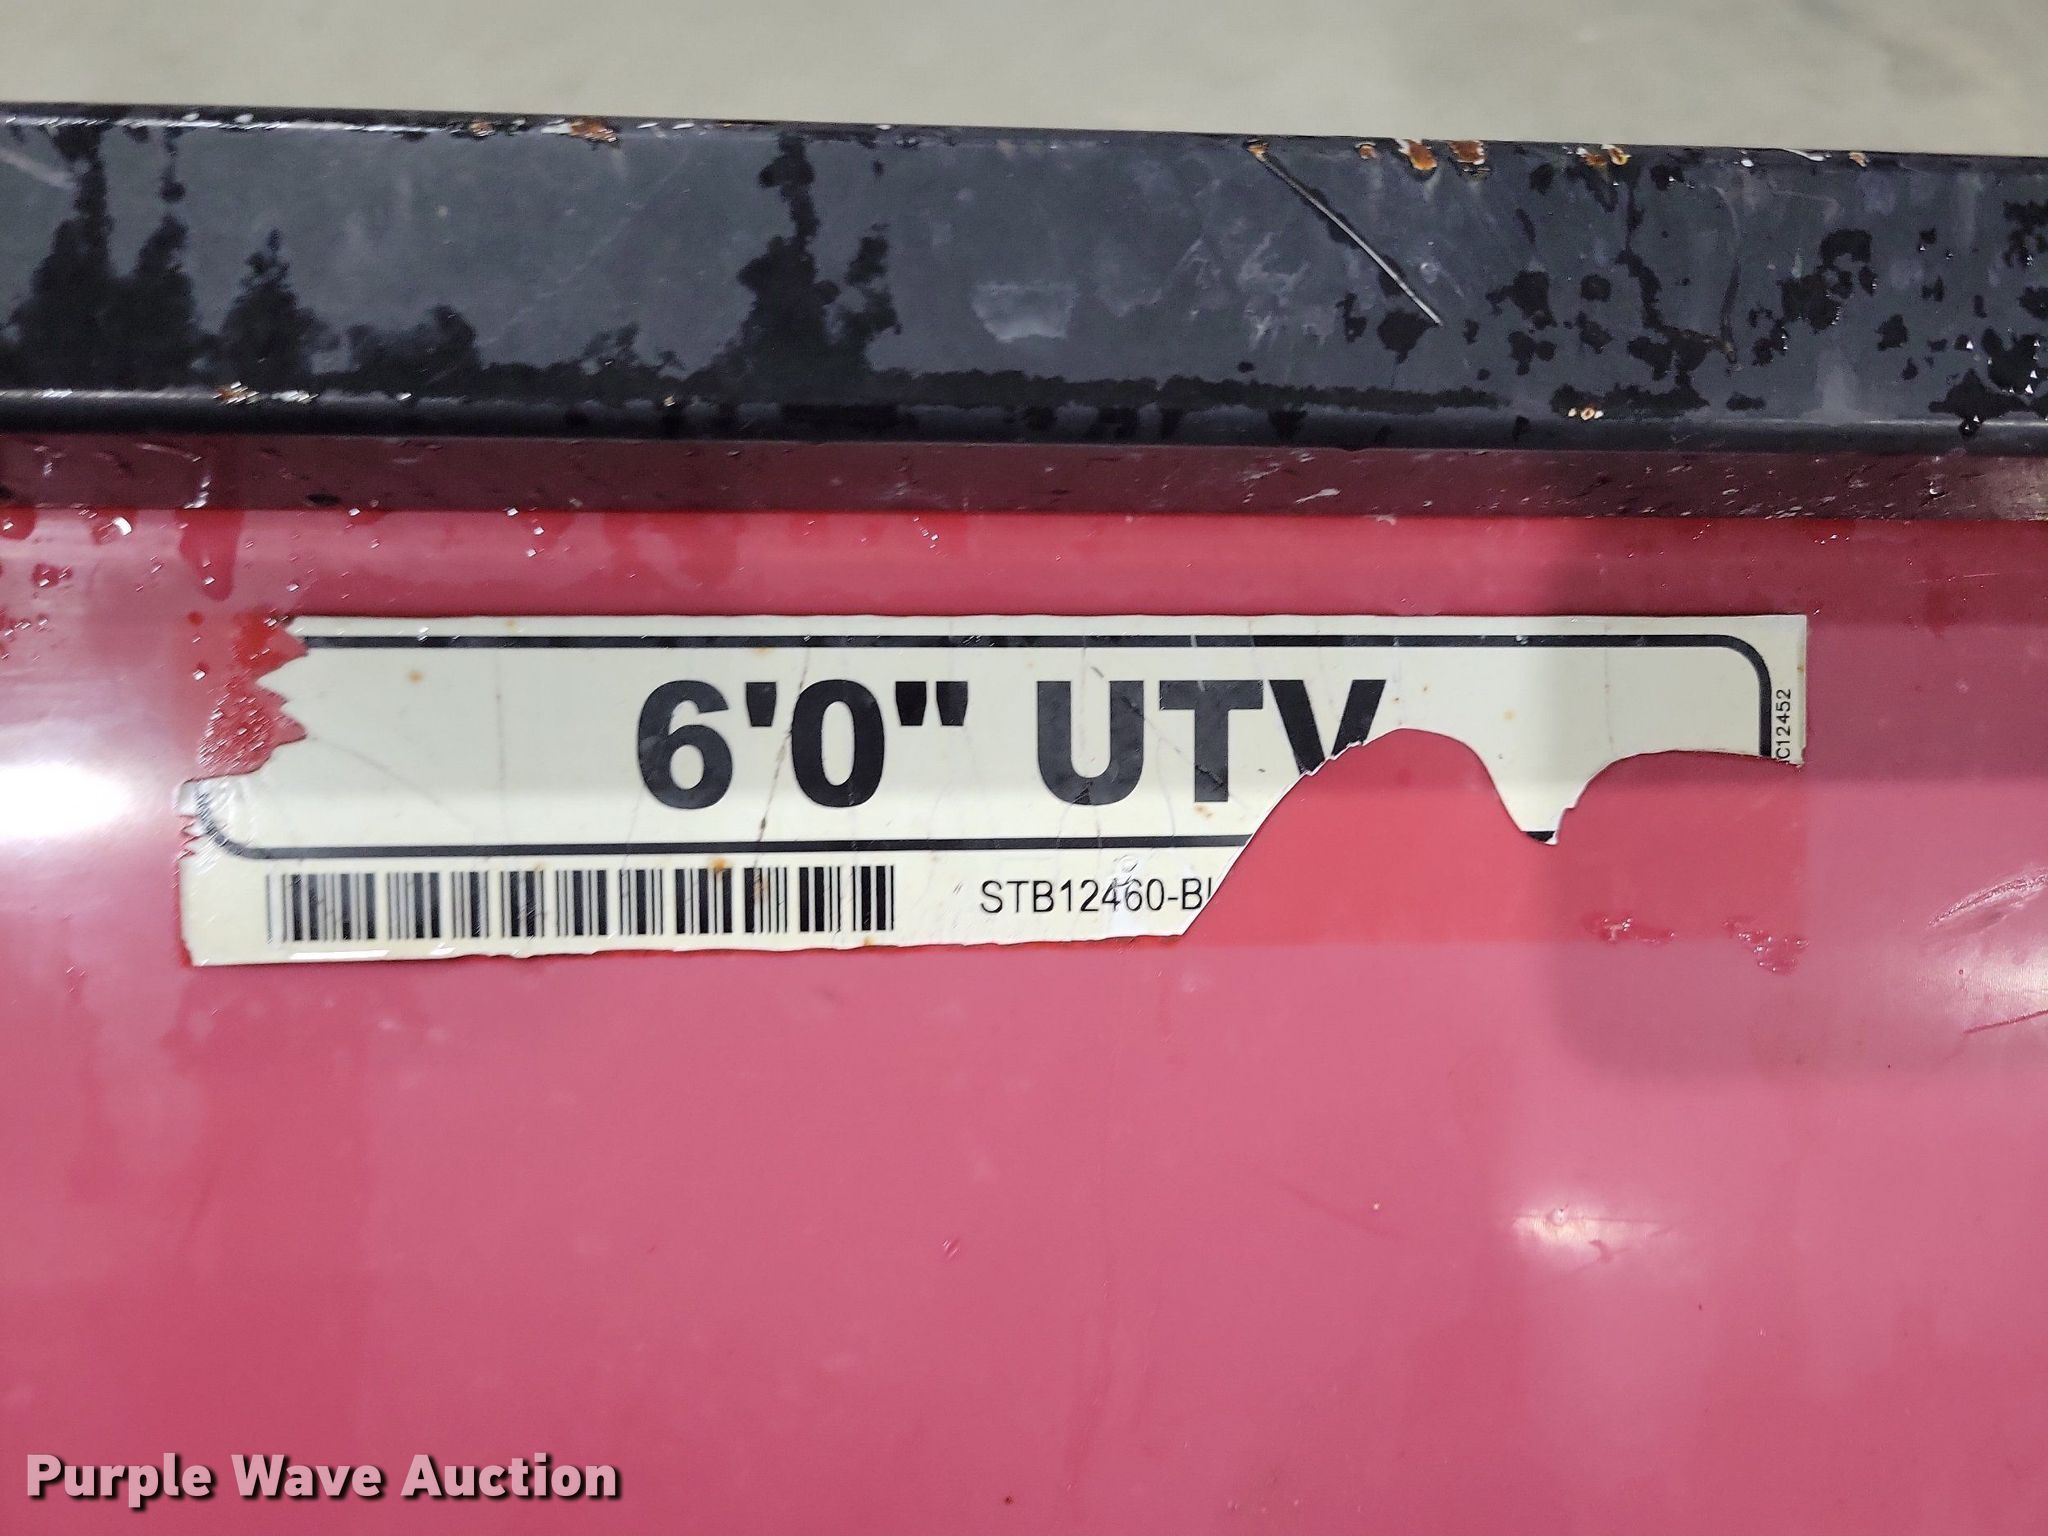 6'0" UTV
C12452
STB12460-B
Purple Wave Auction